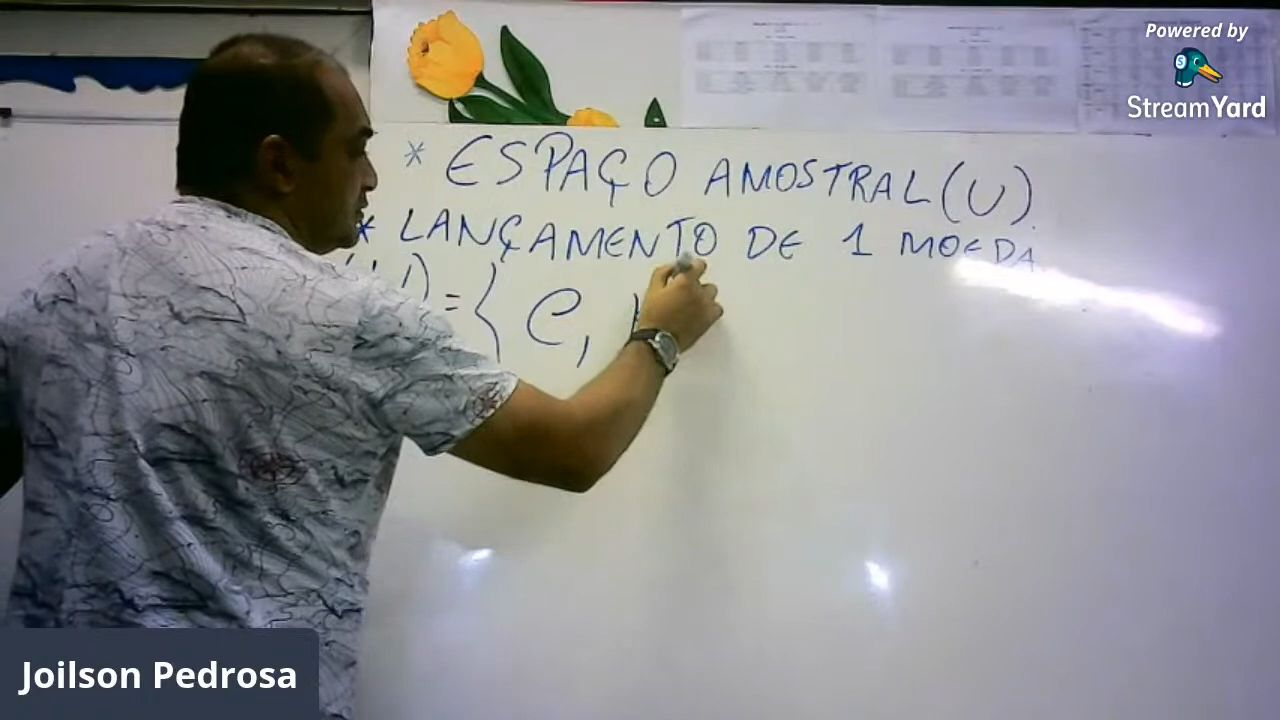 Powered by
StreamYard
* ESPAÇO AMOSTRAL (U)
* LANÇAMENTO DE 1 MOEDA
(U) = { C,
Joilson Pedrosa